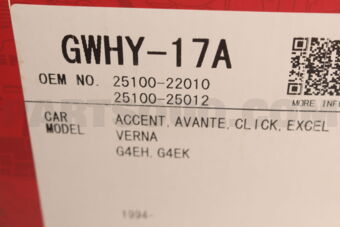 GWHY-17A
OEM NO. 25100-22010
25100-25012
MORE INF
CAR MODEL ACCENT, AVANTE, CLICK, EXCEL
VERNA
G4EH, G4EK
1994-